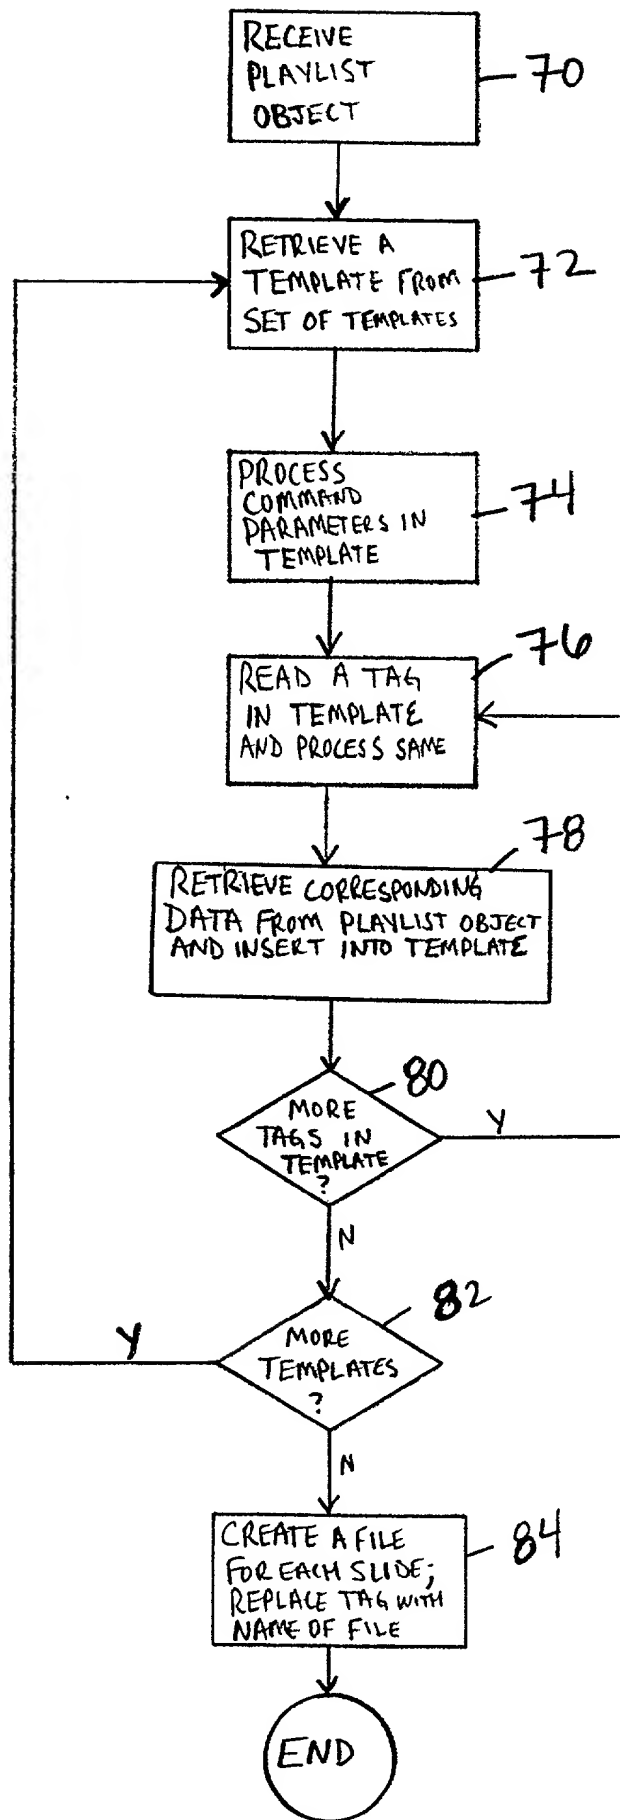 RECEIVE
PLAYLIST
OBJECT
70
RETRIEVE A
TEMPLATE FROM
SET OF TEMPLATES
72
PROCESS
COMMAND
PARAMETERS IN
TEMPLATE
74
READ A TAG
IN TEMPLATE
AND PROCESS SAME
76
RETRIEVE CORRESPONDING
DATA FROM PLAYLIST OBJECT
AND INSERT INTO TEMPLATE
78
MORE
TAGS IN
TEMPLATE
?
80
Y
N
MORE
TEMPLATES
?
82
Y
N
CREATE A FILE
FOR EACH SLIDE;
REPLACE TAG WITH
NAME OF FILE
84
END